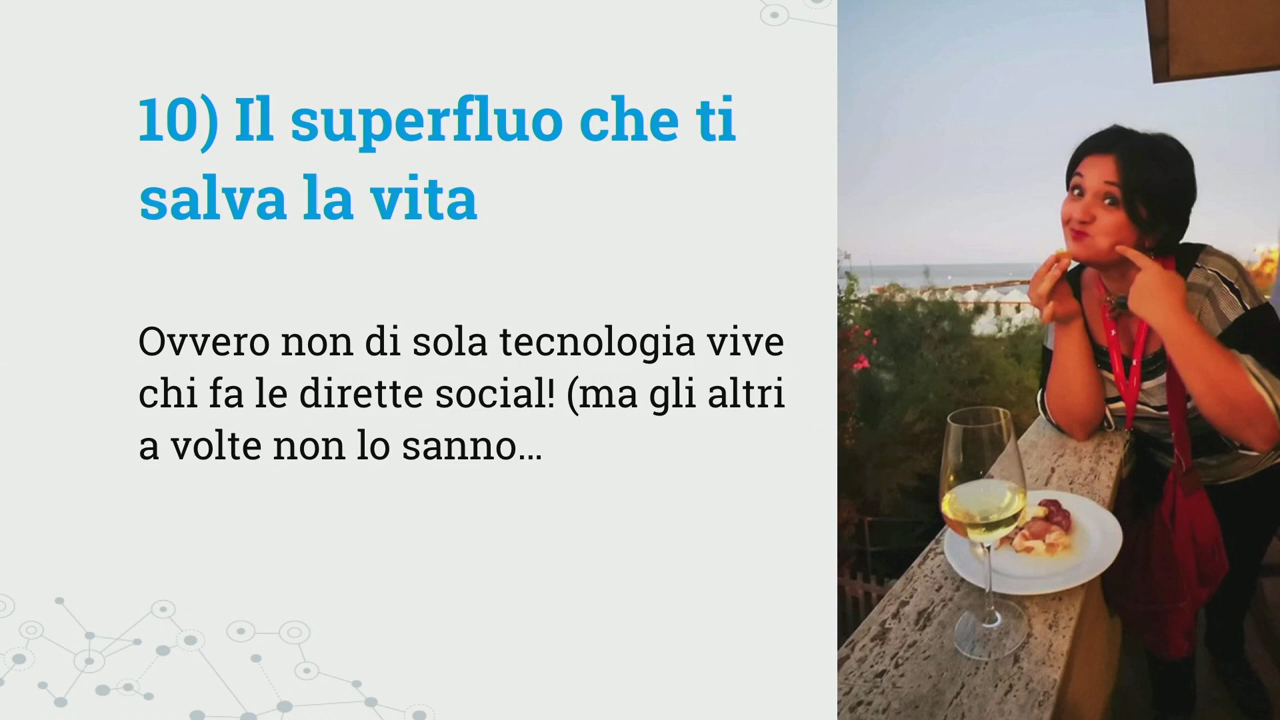 10) Il superfluo che ti
salva la vita
Ovvero non di sola tecnologia vive
chi fa le dirette social! (ma gli altri
a volte non lo sanno…